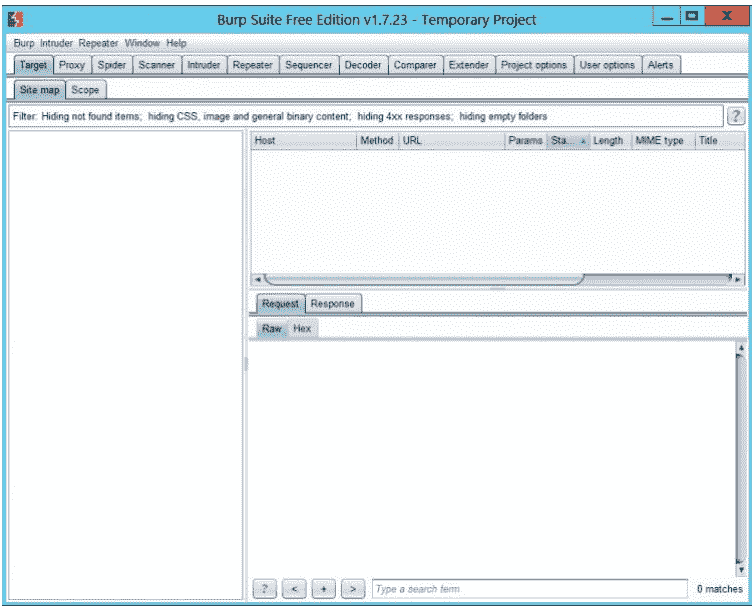 Burp Suite Free Edition v1.7.23 - Temporary Project
Burp Intruder Repeater Window Help
Target Proxy Spider Scanner Intruder Repeater Sequencer Decoder Comparer Extender Project options User options Alerts
Site map Scope
Filter: Hiding not found items; hiding CSS, image and general binary content; hiding 4xx responses; hiding empty folders ?
Host Method URL Params Sta... Length MIME type Title
Request Response
Raw Hex
? < + > Type a search term 0 matches